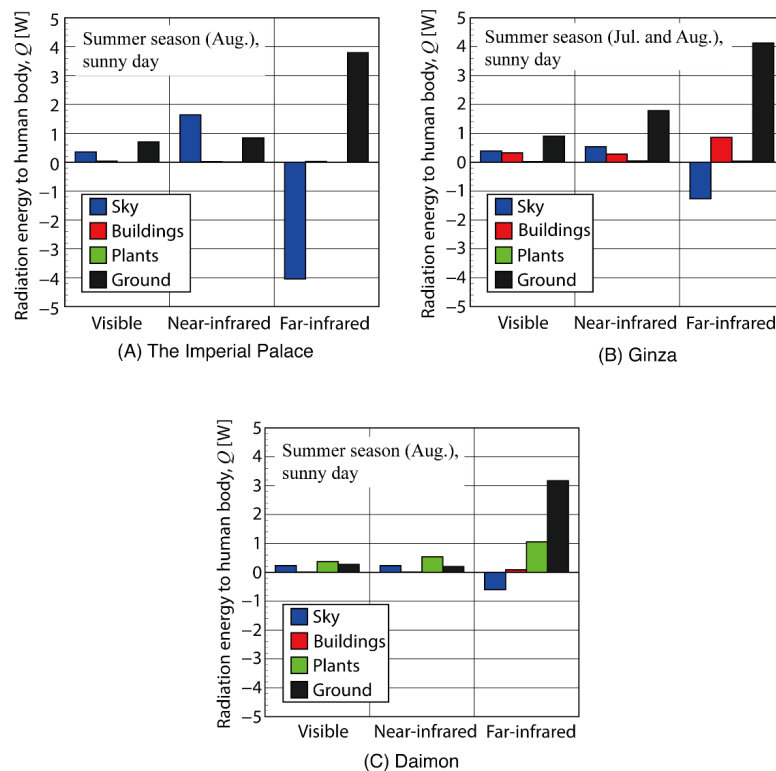 Radiation energy to human body, Q [W]
5
4
3
2
1
0
−1
−2
−3
−4
−5
Summer season (Aug.),
sunny day
Sky
Buildings
Plants
Ground
Visible Near-infrared Far-infrared
(A) The Imperial Palace
Radiation energy to human body, Q [W]
5
4
3
2
1
0
−1
−2
−3
−4
−5
Summer season (Jul. and Aug.),
sunny day
Sky
Buildings
Plants
Ground
Visible Near-infrared Far-infrared
(B) Ginza
Radiation energy to human body, Q [W]
5
4
3
2
1
0
−1
−2
−3
−4
−5
Summer season (Aug.),
sunny day
Sky
Buildings
Plants
Ground
Visible Near-infrared Far-infrared
(C) Daimon